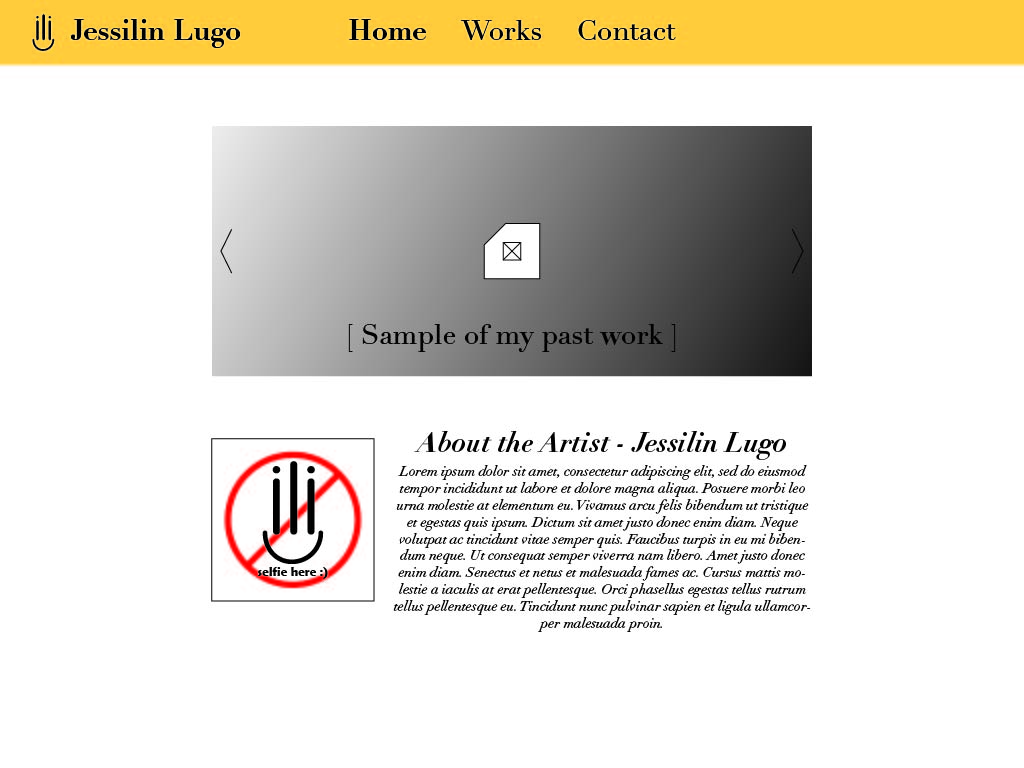 Jessilin Lugo
Home Works Contact
[ Sample of my past work ]
About the Artist - Jessilin Lugo
Lorem ipsum dolor sit amet, consectetur adipiscing elit, sed do eiusmod
tempor incididunt ut labore et dolore magna aliqua. Posuere morbi leo
urna molestie at elementum eu. Vivamus arcu felis bibendum ut tristique
et egestas quis ipsum. Dictum sit amet justo donec enim diam. Neque
volutpat ac tincidunt vitae semper quis. Faucibus turpis in eu mi biben-
dum neque. Ut consequat semper viverra nam libero. Amet justo donec
enim diam. Senectus et netus et malesuada fames ac. Cursus mattis mo-
lestie a iaculis at erat pellentesque. Orci phasellus egestas tellus rutrum
tellus pellentesque eu. Tincidunt nunc pulvinar sapien et ligula ullamcor-
per malesuada proin.
selfie here :)